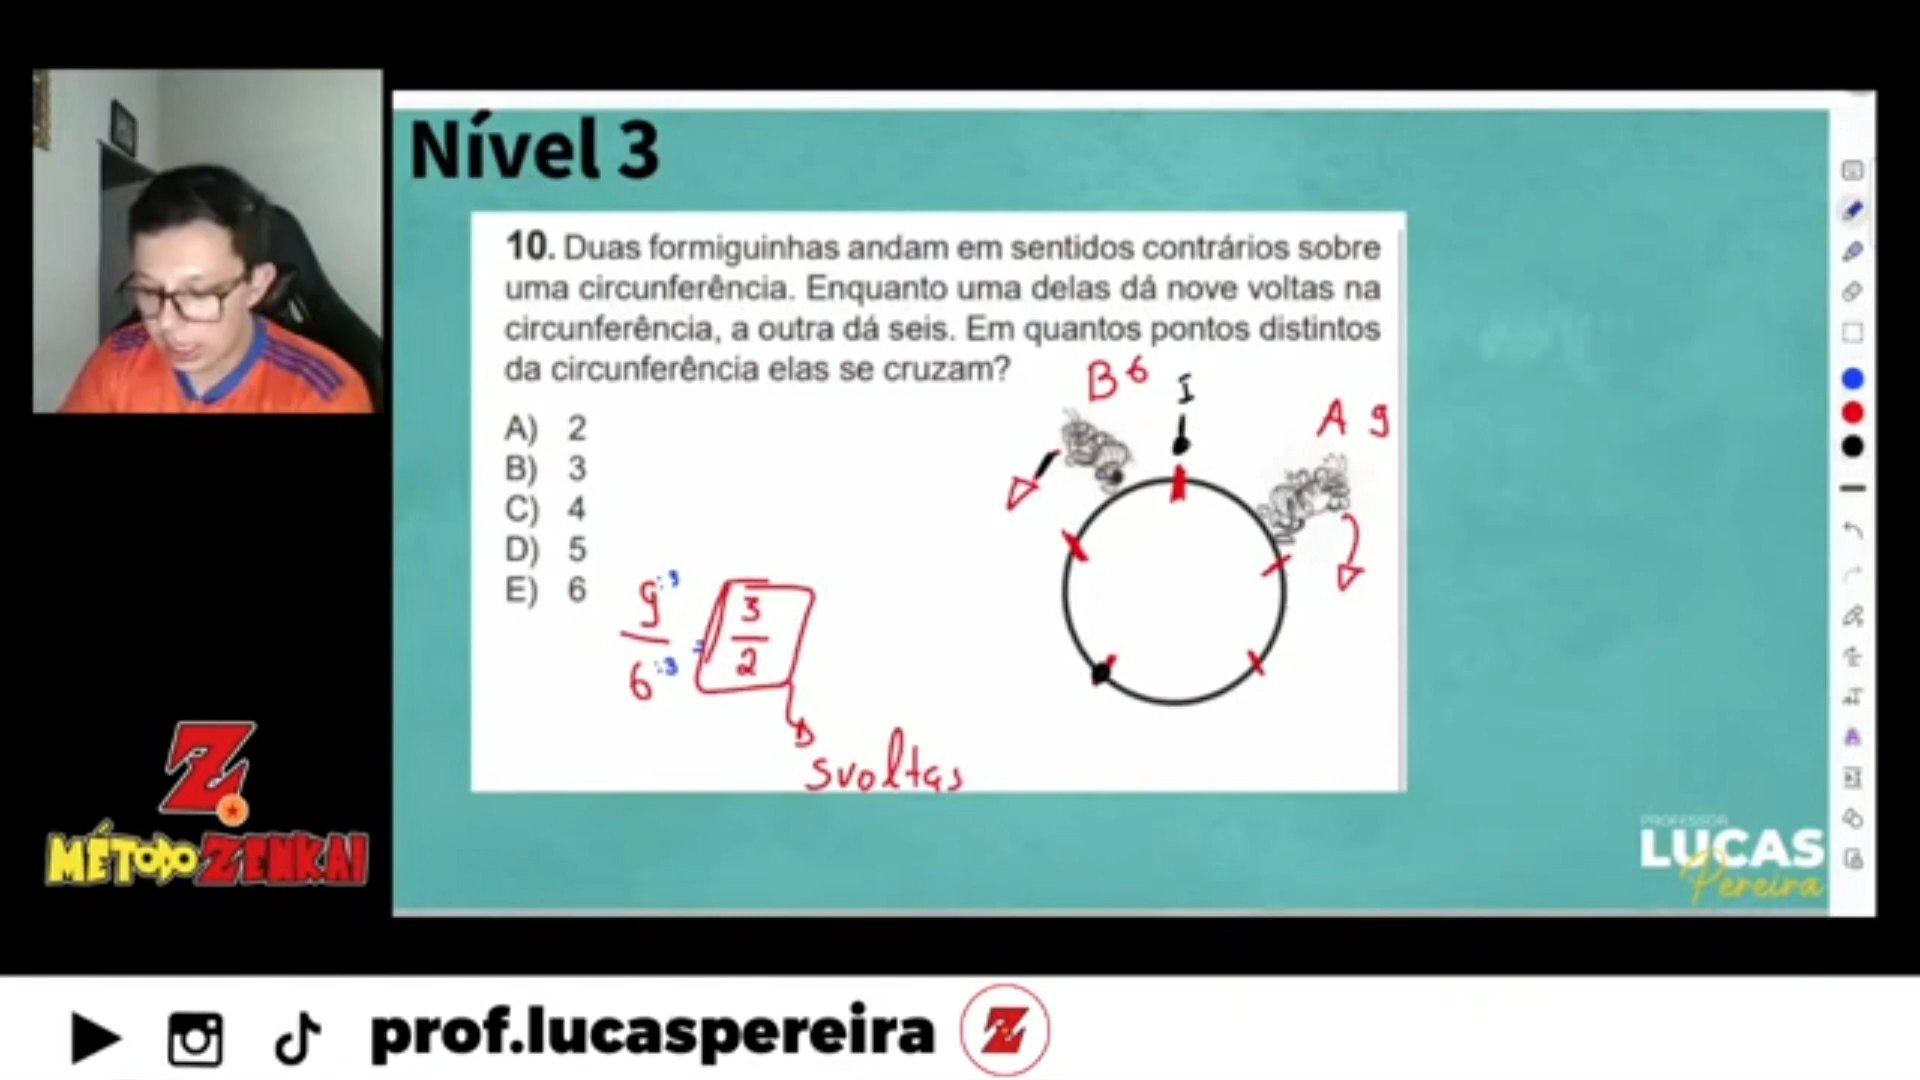 Nível 3
10. Duas formiguinhas andam em sentidos contrários sobre
uma circunferência. Enquanto uma delas dá nove voltas na
circunferência, a outra dá seis. Em quantos pontos distintos
da circunferência elas se cruzam?
B 6
I
A 9
A) 2
B) 3
C) 4
D) 5
E) 6
9:3
6:3
=
3
2
5voltas
Z
MÉTODO ZENKAI
PROFESSOR
LUCAS
Pereira
prof.lucaspereira Z